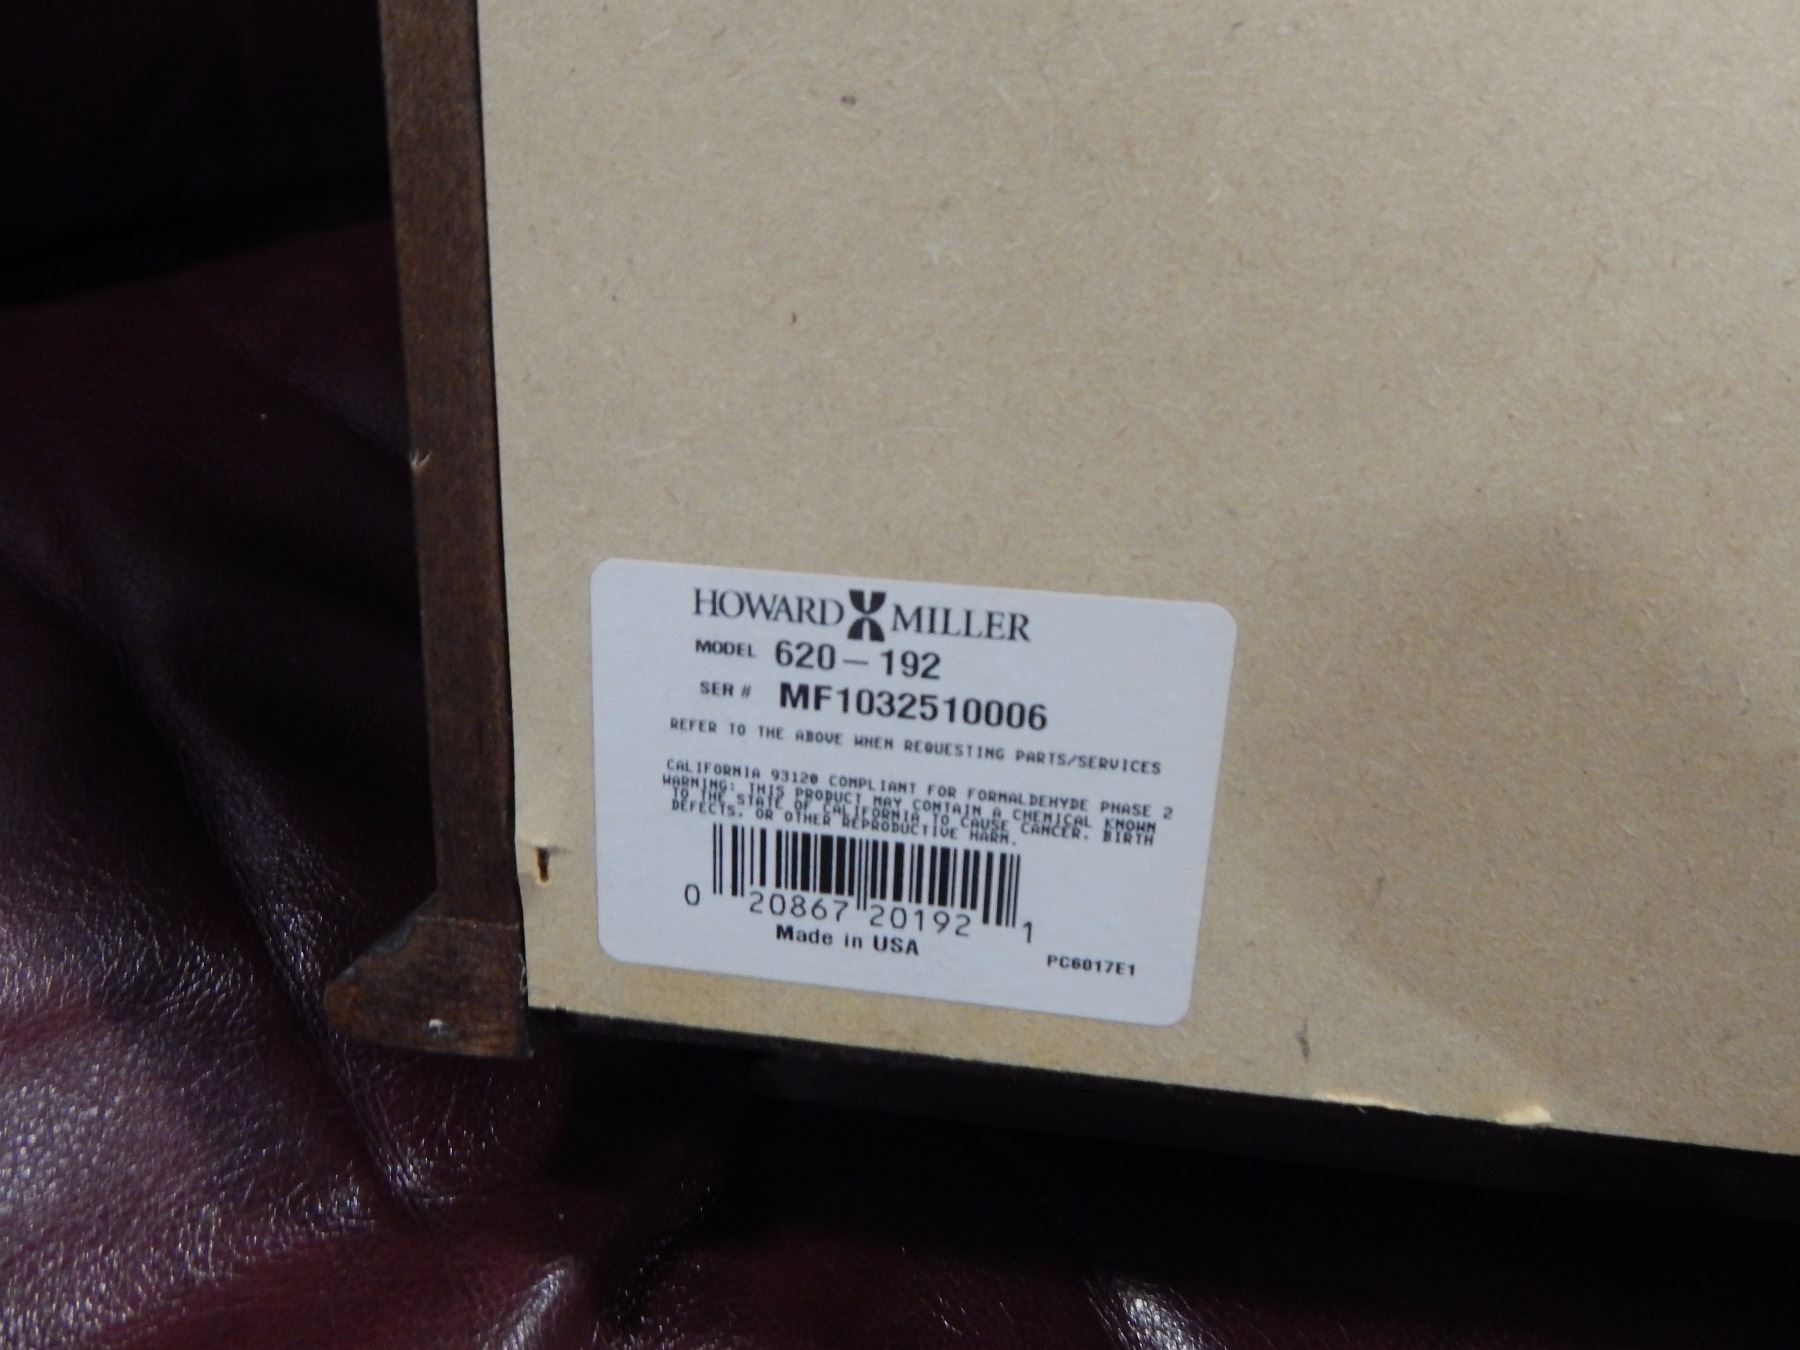 HOWARD MILLER
MODEL 620-192
SER # MF1032510006
REFER TO THE ABOVE WHEN REQUESTING PARTS/SERVICES
CALIFORNIA 93120 COMPLIANT FOR FORMALDEHYDE PHASE 2
WARNING: THIS PRODUCT MAY CONTAIN A CHEMICAL KNOWN
TO THE STATE OF CALIFORNIA TO CAUSE CANCER, BIRTH
DEFECTS, OR OTHER REPRODUCTIVE HARM.
0 20867 20192 1
Made in USA
PC6017E1